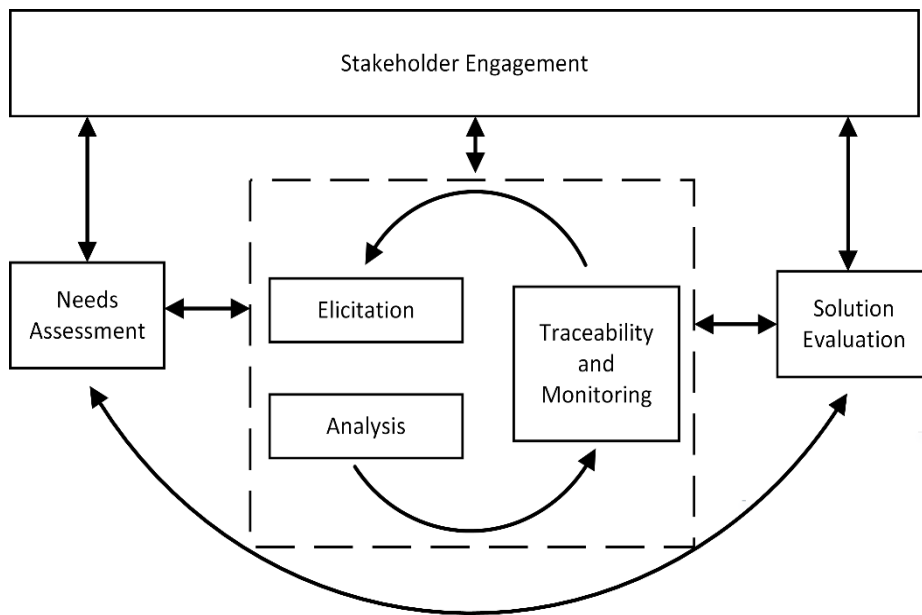 Stakeholder Engagement
Needs
Assessment
Elicitation
Analysis
Traceability
and
Monitoring
Solution
Evaluation